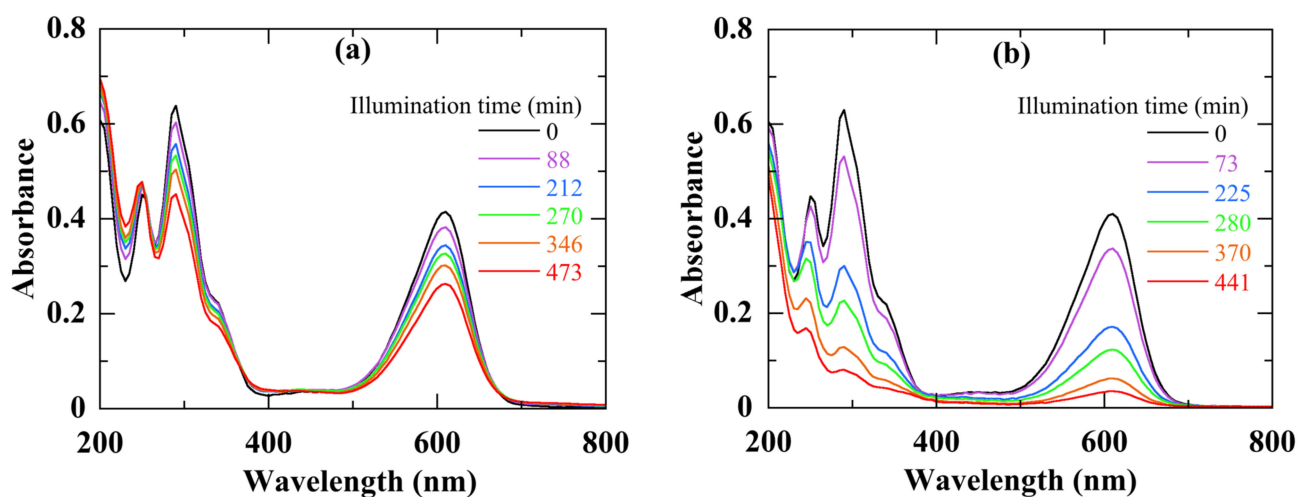 (a)
Absorbance
0.8
0.6
0.4
0.2
0
Illumination time (min)
0
88
212
270
346
473
200 400 600 800
Wavelength (nm)
(b)
Abseorbance
0.8
0.6
0.4
0.2
0
Illumination time (min)
0
73
225
280
370
441
200 400 600 800
Wavelength (nm)